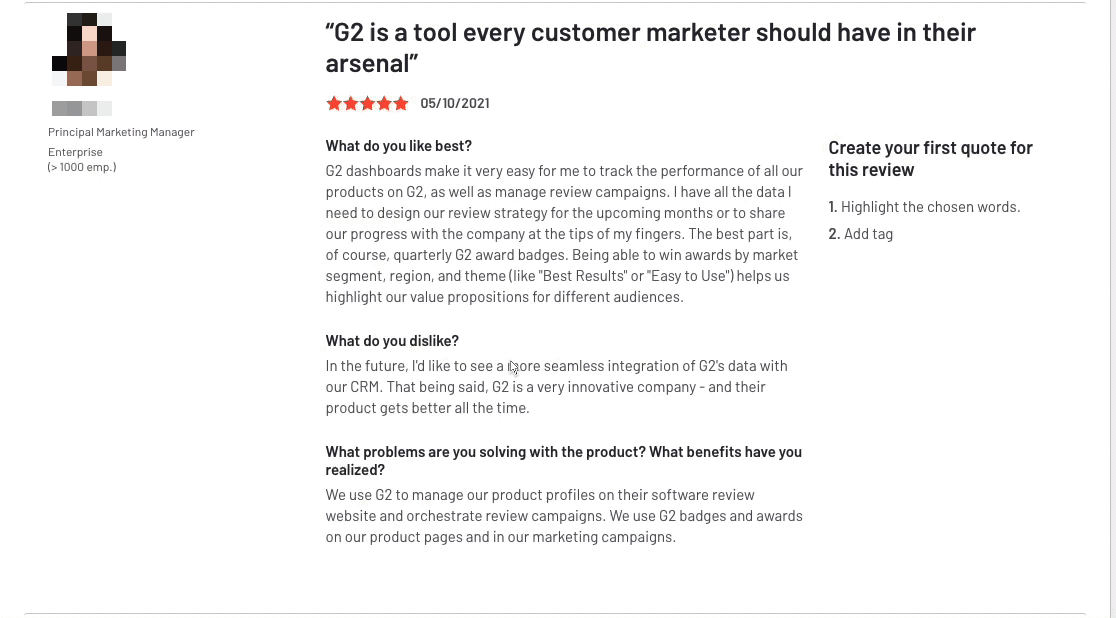 “G2 is a tool every customer marketer should have in their
arsenal”
05/10/2021
Principal Marketing Manager
Enterprise
(> 1000 emp.)
What do you like best?
G2 dashboards make it very easy for me to track the performance of all our
products on G2, as well as manage review campaigns. I have all the data I
need to design our review strategy for the upcoming months or to share
our progress with the company at the tips of my fingers. The best part is,
of course, quarterly G2 award badges. Being able to win awards by market
segment, region, and theme (like "Best Results" or "Easy to Use") helps us
highlight our value propositions for different audiences.
What do you dislike?
In the future, I'd like to see a more seamless integration of G2's data with
our CRM. That being said, G2 is a very innovative company - and their
product gets better all the time.
What problems are you solving with the product? What benefits have you
realized?
We use G2 to manage our product profiles on their software review
website and orchestrate review campaigns. We use G2 badges and awards
on our product pages and in our marketing campaigns.
Create your first quote for
this review
1. Highlight the chosen words.
2. Add tag